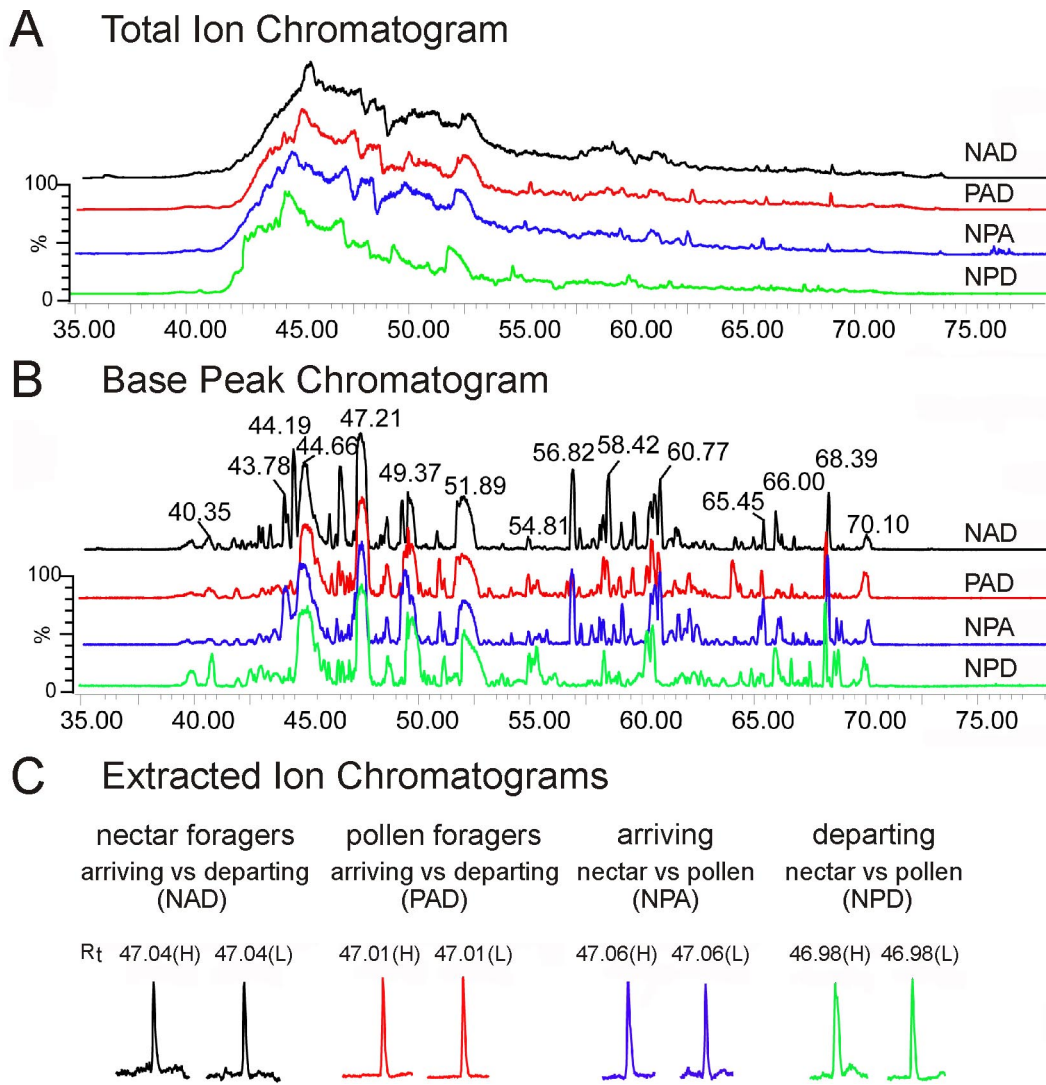 A Total Ion Chromatogram
NAD
PAD
NPA
NPD
100
%
0
35.00 40.00 45.00 50.00 55.00 60.00 65.00 70.00 75.00
B Base Peak Chromatogram
47.21
44.19
44.66
43.78
49.37
51.89
40.35
54.81
56.82
58.42
60.77
65.45
66.00
68.39
70.10
NAD
PAD
NPA
NPD
100
%
0
35.00 40.00 45.00 50.00 55.00 60.00 65.00 70.00 75.00
C Extracted Ion Chromatograms
nectar foragers pollen foragers arriving departing
arriving vs departing arriving vs departing nectar vs pollen nectar vs pollen
(NAD) (PAD) (NPA) (NPD)
Rt 47.04(H) 47.04(L) 47.01(H) 47.01(L) 47.06(H) 47.06(L) 46.98(H) 46.98(L)